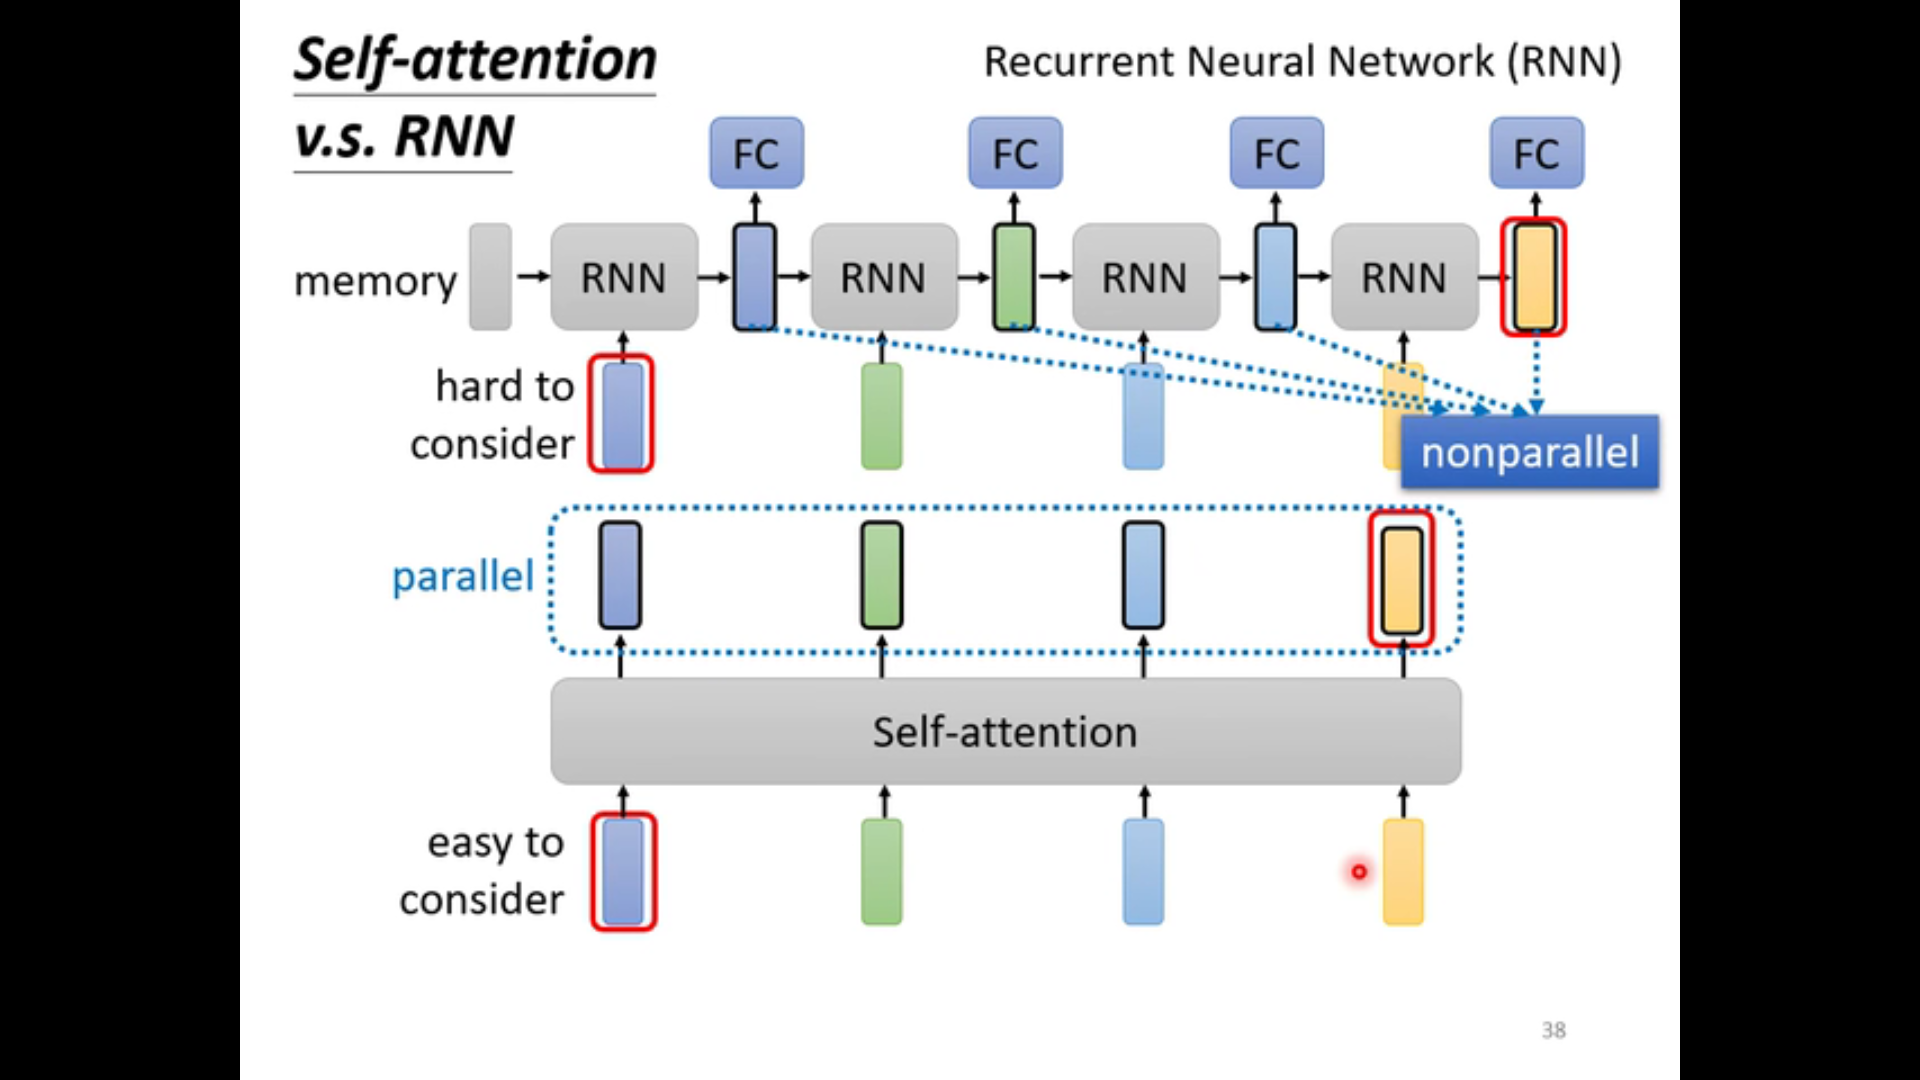 Self-attention
v.s. RNN
Recurrent Neural Network (RNN)
FC
FC
FC
FC
memory
RNN
RNN
RNN
RNN
hard to
consider
nonparallel
parallel
Self-attention
easy to
consider
38